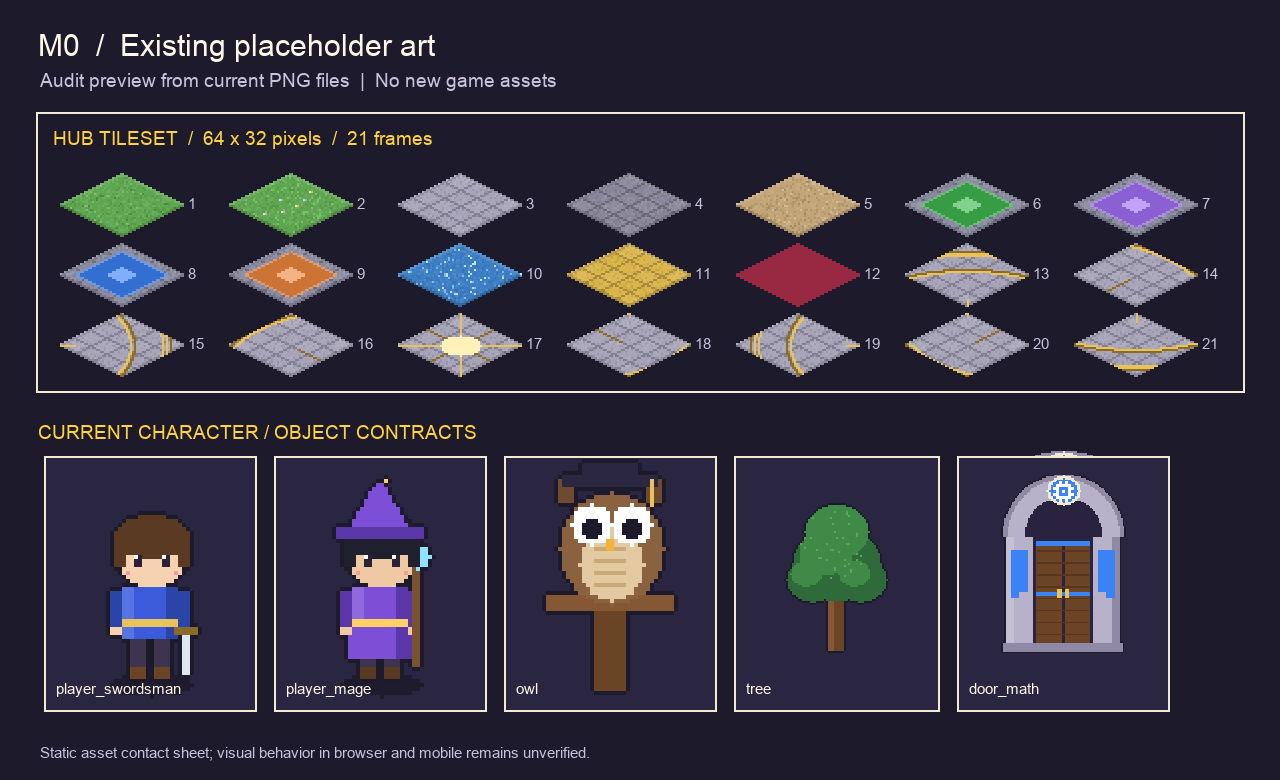 M0 / Existing placeholder art
Audit preview from current PNG files | No new game assets
HUB TILESET / 64 x 32 pixels / 21 frames
1 2 3 4 5 6 7
8 9 10 11 12 13 14
15 16 17 18 19 20 21
CURRENT CHARACTER / OBJECT CONTRACTS
player_swordsman player_mage owl tree door_math
Static asset contact sheet; visual behavior in browser and mobile remains unverified.